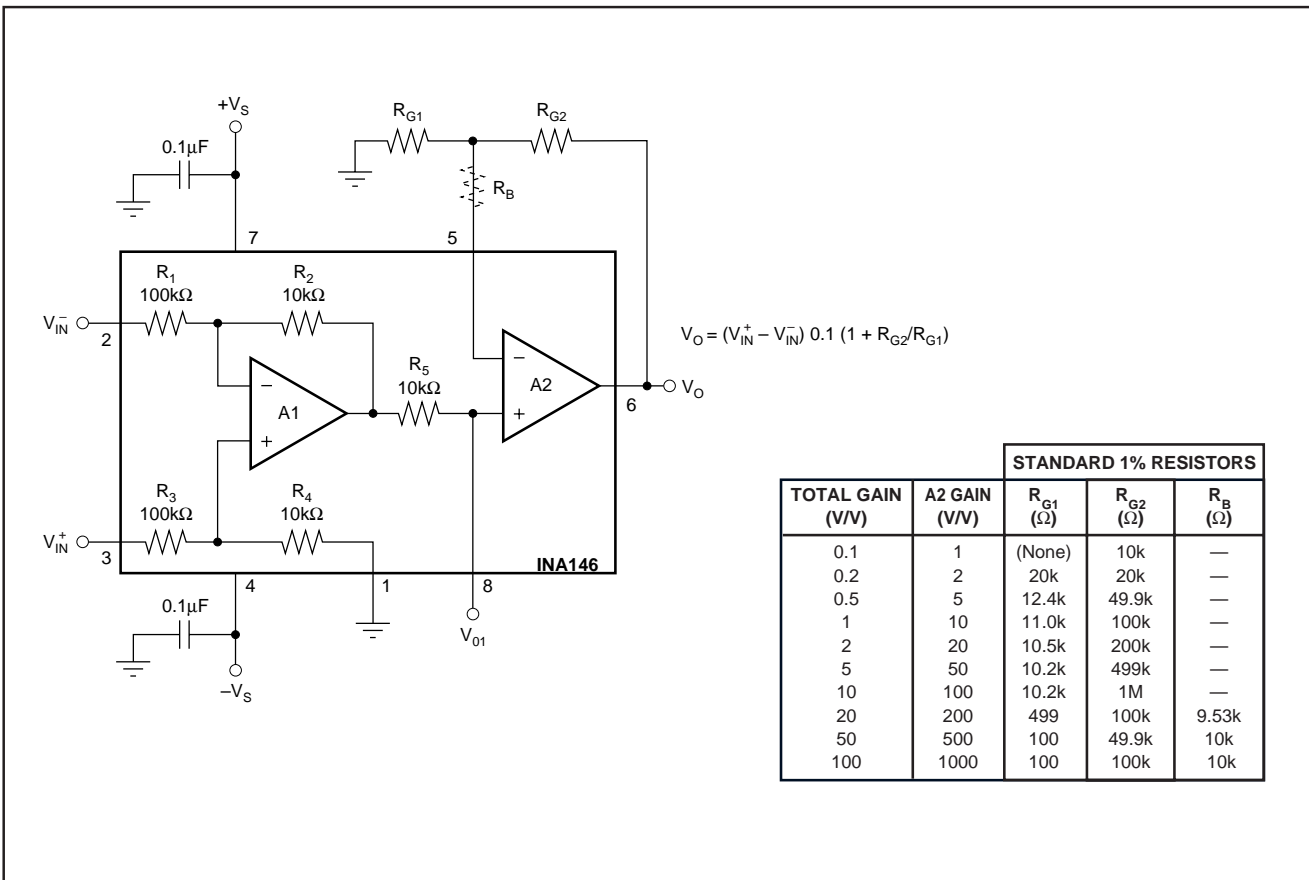 +V_S
0.1µF
R_G1
R_G2
R_B
7
5
R_1
100kΩ
R_2
10kΩ
V_IN^–
2
R_5
10kΩ
–
A1
+
–
A2
+
6
V_O
V_O = (V_IN^+ – V_IN^–) 0.1 (1 + R_G2/R_G1)
R_3
100kΩ
R_4
10kΩ
V_IN^+
3
INA146
4
1
8
0.1µF
V_01
–V_S
STANDARD 1% RESISTORS
TOTAL GAIN (V/V) A2 GAIN (V/V) R_G1 (Ω) R_G2 (Ω) R_B (Ω)
0.1 1 (None) 10k —
0.2 2 20k 20k —
0.5 5 12.4k 49.9k —
1 10 11.0k 100k —
2 20 10.5k 200k —
5 50 10.2k 499k —
10 100 10.2k 1M —
20 200 499 100k 9.53k
50 500 100 49.9k 10k
100 1000 100 100k 10k